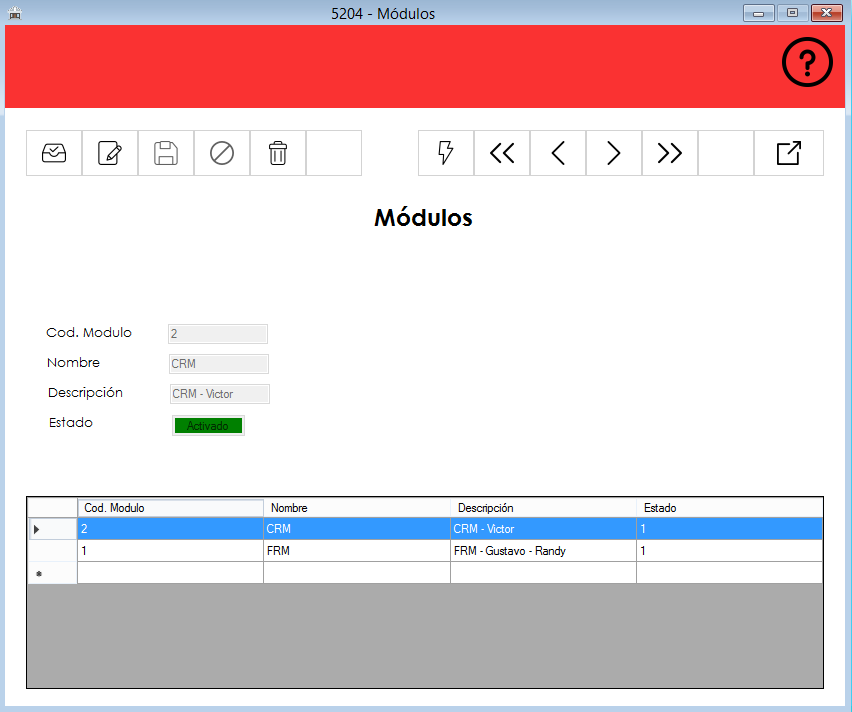 5204 - Módulos
?
Módulos
Cod. Modulo 2
Nombre CRM
Descripción CRM - Victor
Estado Activado
Cod. Modulo Nombre Descripción Estado
2 CRM CRM - Victor 1
1 FRM FRM - Gustavo - Randy 1